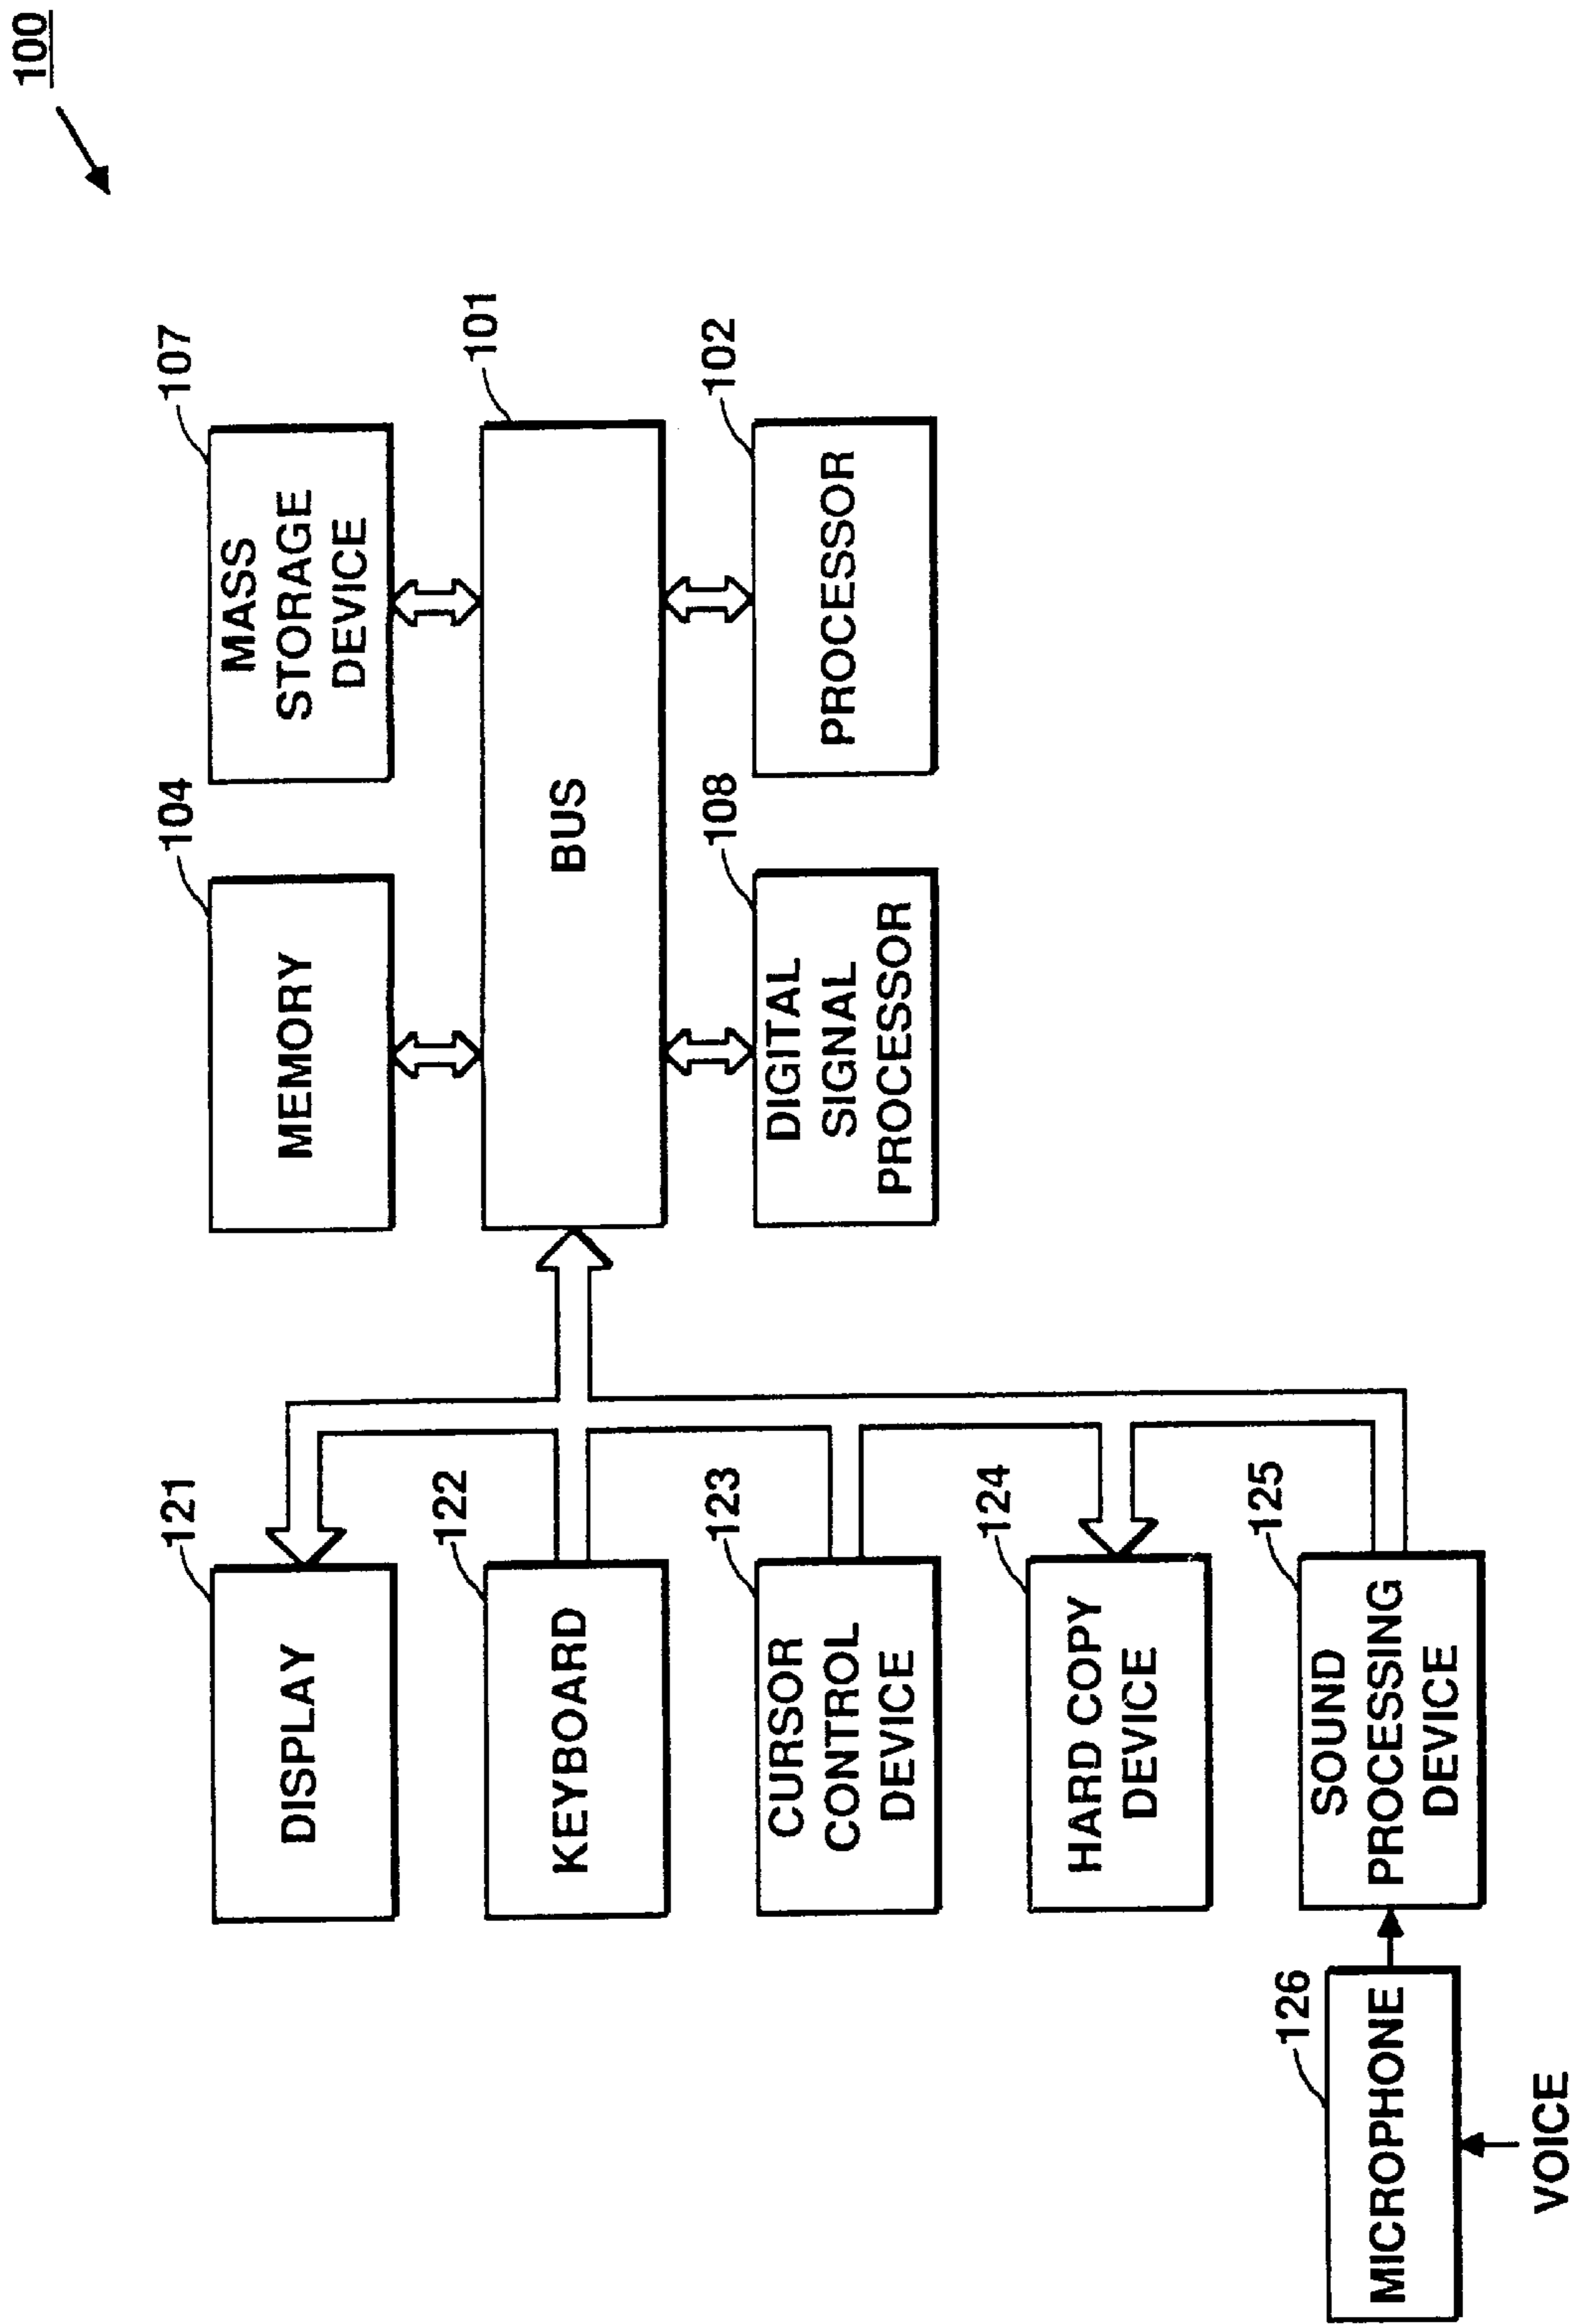 100
107
MASS
STORAGE
DEVICE
104
MEMORY
101
BUS
102
PROCESSOR
108
DIGITAL
SIGNAL
PROCESSOR
121
DISPLAY
122
KEYBOARD
123
CURSOR
CONTROL
DEVICE
124
HARD COPY
DEVICE
125
SOUND
PROCESSING
DEVICE
126
MICROPHONE
VOICE